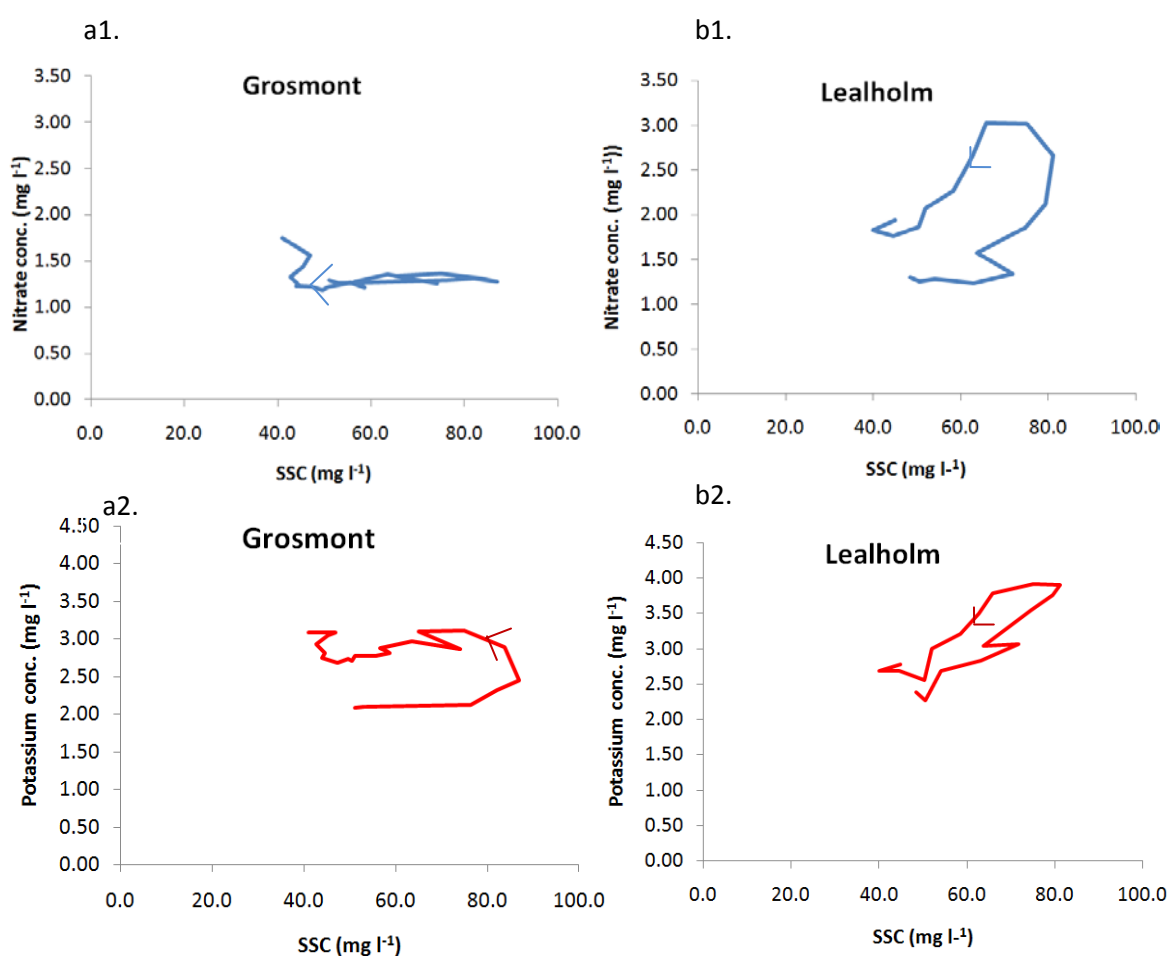 a1.
Grosmont
3.50
3.00
2.50
2.00
1.50
1.00
0.50
0.00
Nitrate conc. (mg l⁻¹)
0.0 20.0 40.0 60.0 80.0 100.0
SSC (mg l⁻¹)
b1.
Lealholm
3.50
3.00
2.50
2.00
1.50
1.00
0.50
0.00
Nitrate conc. (mg l⁻¹))
0.0 20.0 40.0 60.0 80.0 100.0
SSC (mg l-¹)
a2.
Grosmont
4.50
4.00
3.50
3.00
2.50
2.00
1.50
1.00
0.50
0.00
Potassium conc. (mg l⁻¹)
0.0 20.0 40.0 60.0 80.0 100.0
SSC (mg l⁻¹)
b2.
Lealholm
4.50
4.00
3.50
3.00
2.50
2.00
1.50
1.00
0.50
0.00
Potassium conc. (mg l⁻¹)
0.0 20.0 40.0 60.0 80.0 100.0
SSC (mg l-¹)